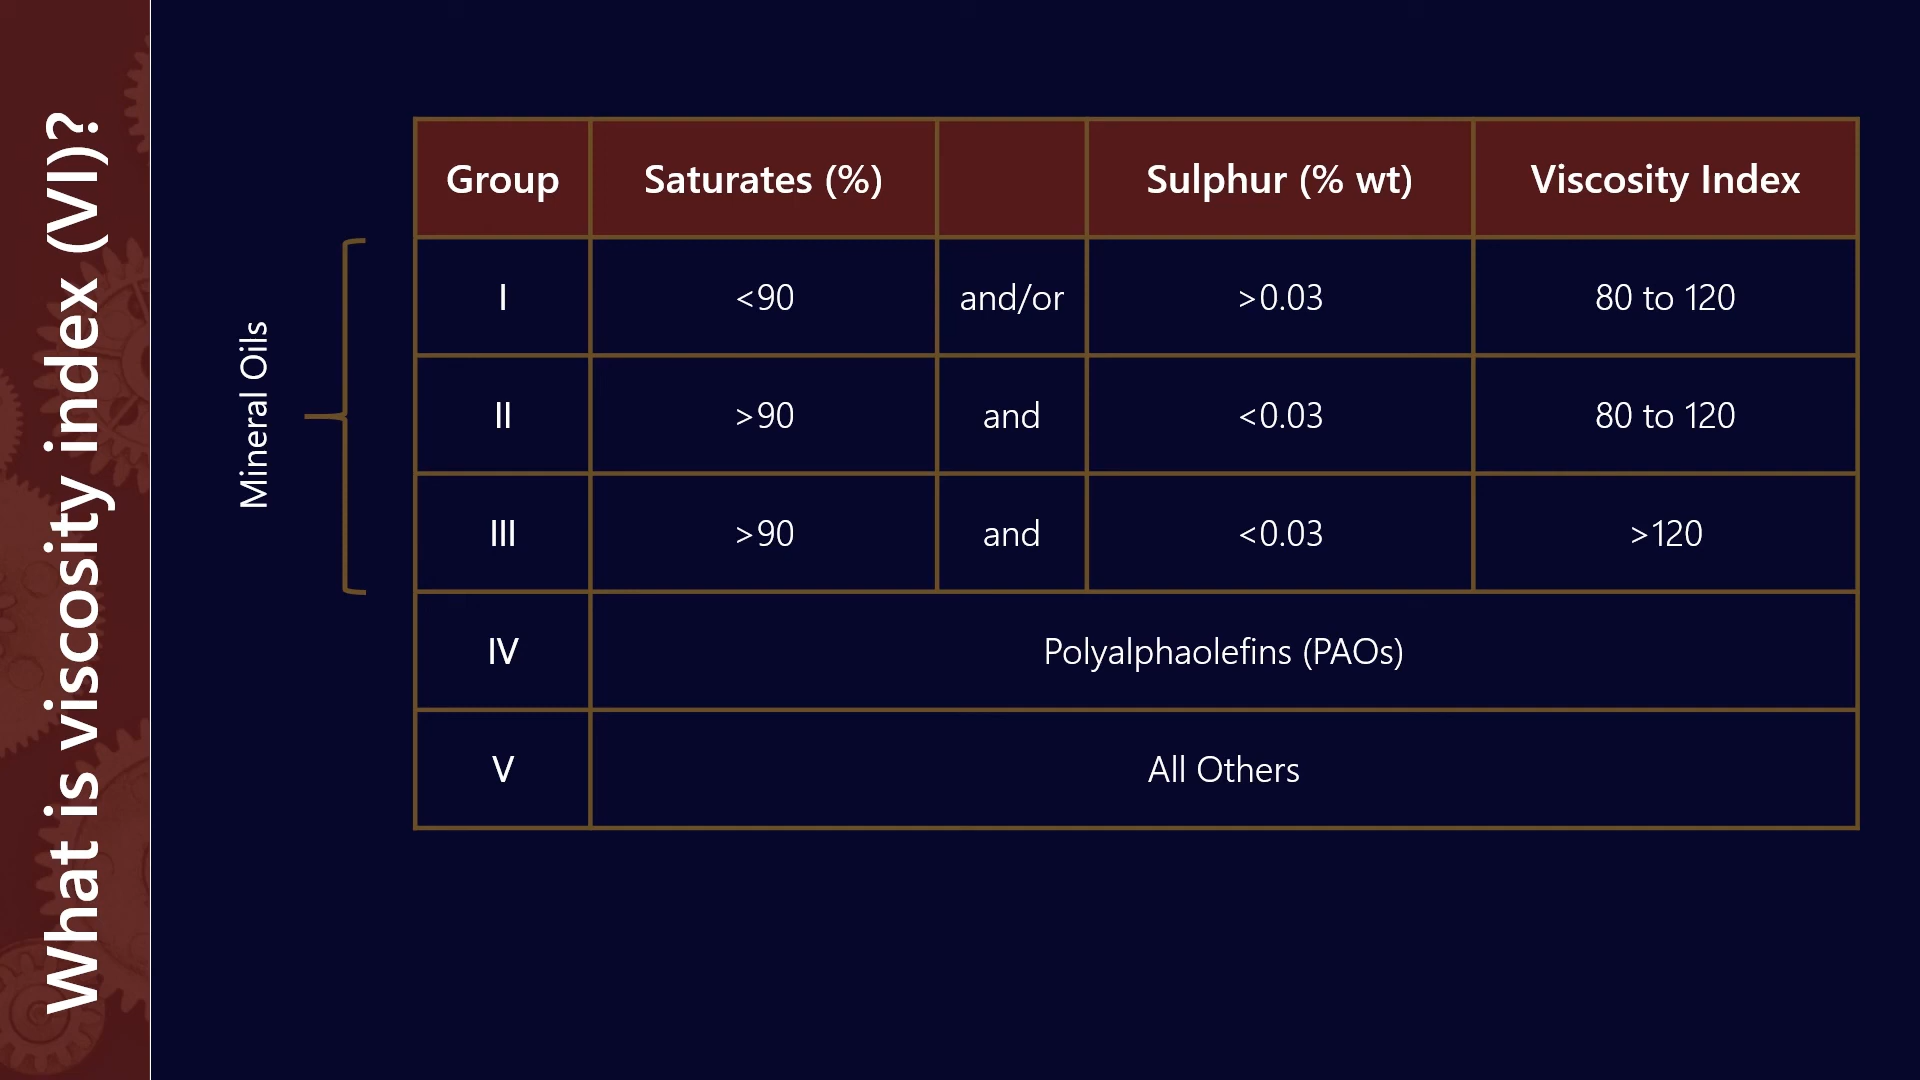 What is viscosity index (VI)?
Mineral Oils
Group Saturates (%) Sulphur (% wt) Viscosity Index
I <90 and/or >0.03 80 to 120
II >90 and <0.03 80 to 120
III >90 and <0.03 >120
IV Polyalphaolefins (PAOs)
V All Others